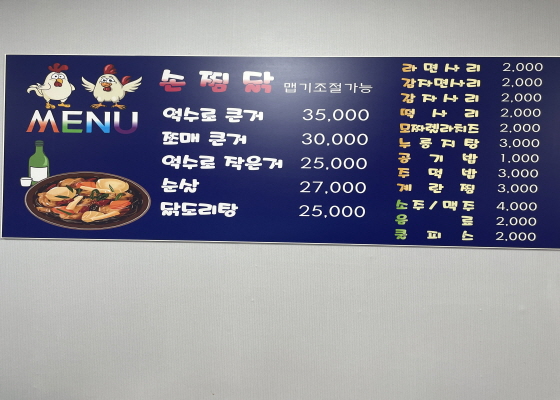 MENU
손찜닭 맵기조절가능
억수로 큰거 35,000
쪼매 큰거 30,000
억수로 작은거 25,000
순살 27,000
닭도리탕 25,000
라면사리 2,000
감자면사리 2,000
감자사리 2,000
떡사리 2,000
모짜렐라치즈 2,000
누룽지탕 3,000
공기밥 1,000
주먹밥 3,000
계란찜 3,000
소주/맥주 4,000
음료 2,000
쿨피스 2,000